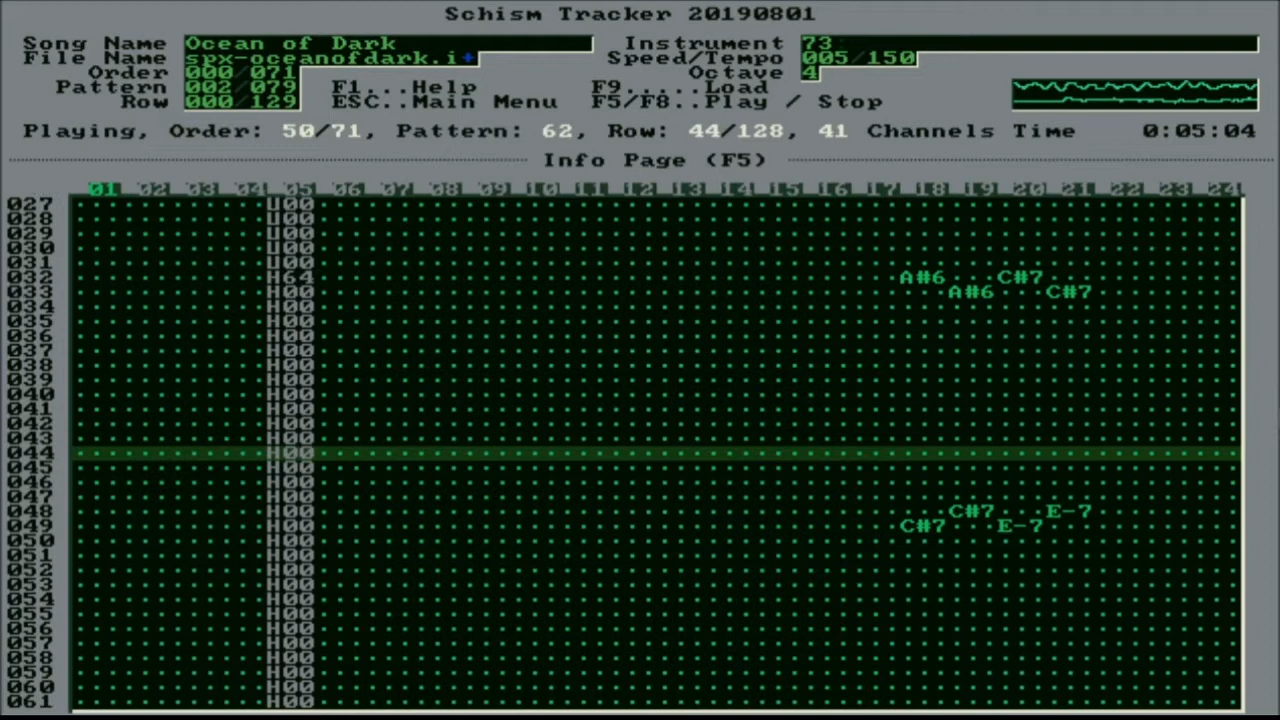 Schism Tracker 20190801
Song Name Ocean of Dark Instrument 73
File Name spx-oceanofdark.i+ Speed/Tempo 005/150
Order 000/071 Octave 4
Pattern 002/079 F1...Help F9.....Load
Row 000/129 ESC..Main Menu F5/F8..Play / Stop
Playing, Order: 50/71, Pattern: 62, Row: 44/128, 41 Channels Time 0:05:04
Info Page (F5)
01 02 03 04 05 06 07 08 09 10 11 12 13 14 15 16 17 18 19 20 21 22 23 24
027 U00
028 U00
029 U00
030 U00
031 U00
032 H64 A#6 C#7
033 H00 A#6 C#7
034 H00
035 H00
036 H00
037 H00
038 H00
039 H00
040 H00
041 H00
042 H00
043 H00
044 H00
045 H00
046 H00
047 H00
048 H00 C#7 E-7
049 H00 C#7 E-7
050 H00
051 H00
052 H00
053 H00
054 H00
055 H00
056 H00
057 H00
058 H00
059 H00
060 H00
061 H00